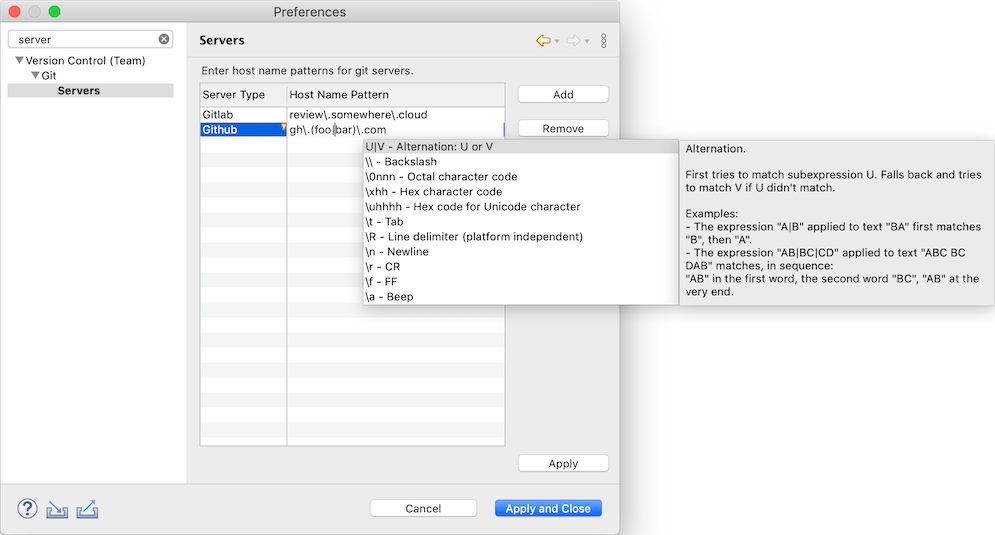 Preferences
server
Servers
Version Control (Team)
Git
Servers
Enter host name patterns for git servers.
Server Type Host Name Pattern
Gitlab review\.somewhere\.cloud
Github gh\.(foo|bar)\.com
Add
Remove
U|V - Alternation: U or V
\\ - Backslash
\0nnn - Octal character code
\xhh - Hex character code
\uhhhh - Hex code for Unicode character
\t - Tab
\R - Line delimiter (platform independent)
\n - Newline
\r - CR
\f - FF
\a - Beep
Alternation.
First tries to match subexpression U. Falls back and tries
to match V if U didn't match.
Examples:
- The expression "A|B" applied to text "BA" first matches
"B", then "A".
- The expression "AB|BC|CD" applied to text "ABC BC
DAB" matches, in sequence:
"AB" in the first word, the second word "BC", "AB" at the
very end.
Apply
?
Cancel
Apply and Close